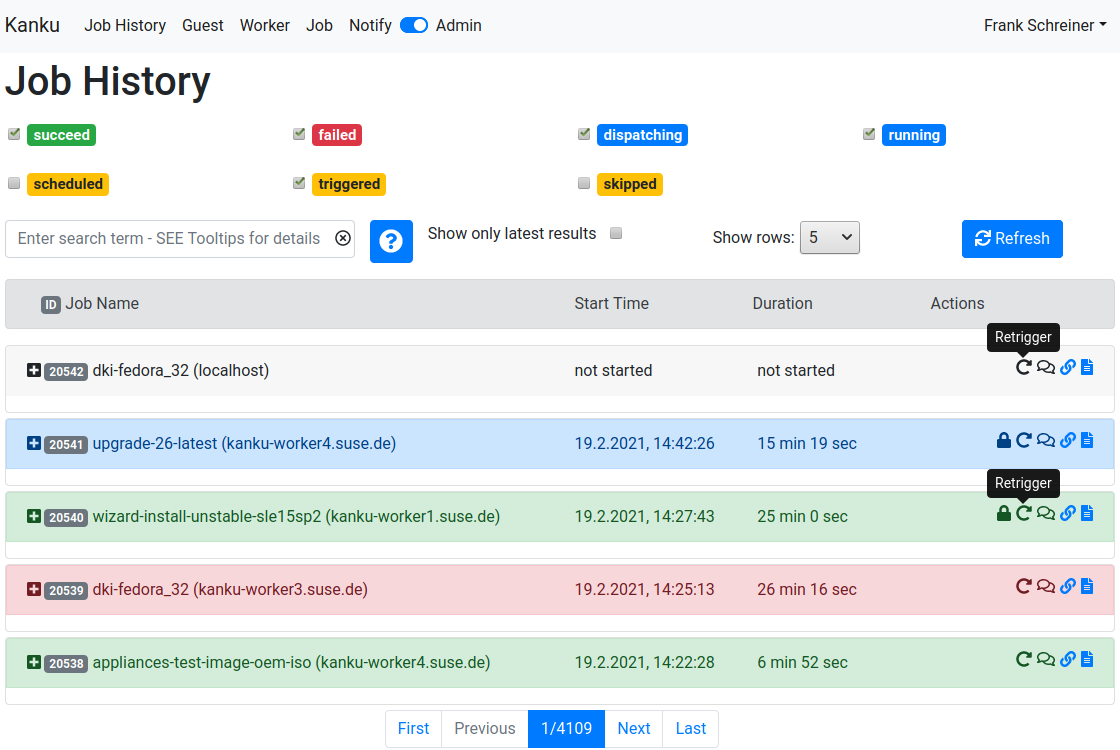 Kanku Job History Guest Worker Job Notify Admin Frank Schreiner
Job History
succeed failed dispatching running
scheduled triggered skipped
Enter search term - SEE Tooltips for details ? Show only latest results Show rows: 5 Refresh
ID Job Name Start Time Duration Actions
Retrigger
20542 dki-fedora_32 (localhost) not started not started
20541 upgrade-26-latest (kanku-worker4.suse.de) 19.2.2021, 14:42:26 15 min 19 sec
Retrigger
20540 wizard-install-unstable-sle15sp2 (kanku-worker1.suse.de) 19.2.2021, 14:27:43 25 min 0 sec
20539 dki-fedora_32 (kanku-worker3.suse.de) 19.2.2021, 14:25:13 26 min 16 sec
20538 appliances-test-image-oem-iso (kanku-worker4.suse.de) 19.2.2021, 14:22:28 6 min 52 sec
First Previous 1/4109 Next Last